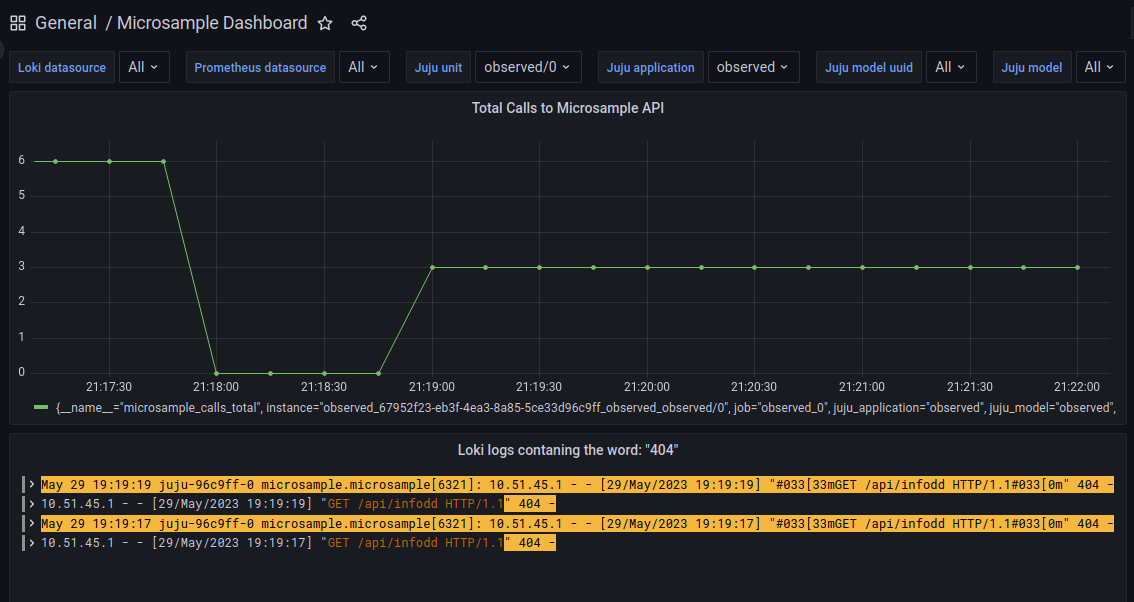 General / Microsample Dashboard
Loki datasource All Prometheus datasource All Juju unit observed/0 Juju application observed Juju model uuid All Juju model All
Total Calls to Microsample API
6
5
4
3
2
1
0
21:17:30 21:18:00 21:18:30 21:19:00 21:19:30 21:20:00 21:20:30 21:21:00 21:21:30 21:22:00
{__name__="microsample_calls_total", instance="observed_67952f23-eb3f-4ea3-8a85-5ce33d96c9ff_observed_observed/0", job="observed_0", juju_application="observed", juju_model="observed",
Loki logs contaning the word: "404"
May 29 19:19:19 juju-96c9ff-0 microsample.microsample[6321]: 10.51.45.1 - - [29/May/2023 19:19:19] "#033[33mGET /api/infodd HTTP/1.1#033[0m" 404 -
10.51.45.1 - - [29/May/2023 19:19:19] "GET /api/infodd HTTP/1.1" 404 -
May 29 19:19:17 juju-96c9ff-0 microsample.microsample[6321]: 10.51.45.1 - - [29/May/2023 19:19:17] "#033[33mGET /api/infodd HTTP/1.1#033[0m" 404 -
10.51.45.1 - - [29/May/2023 19:19:17] "GET /api/infodd HTTP/1.1" 404 -